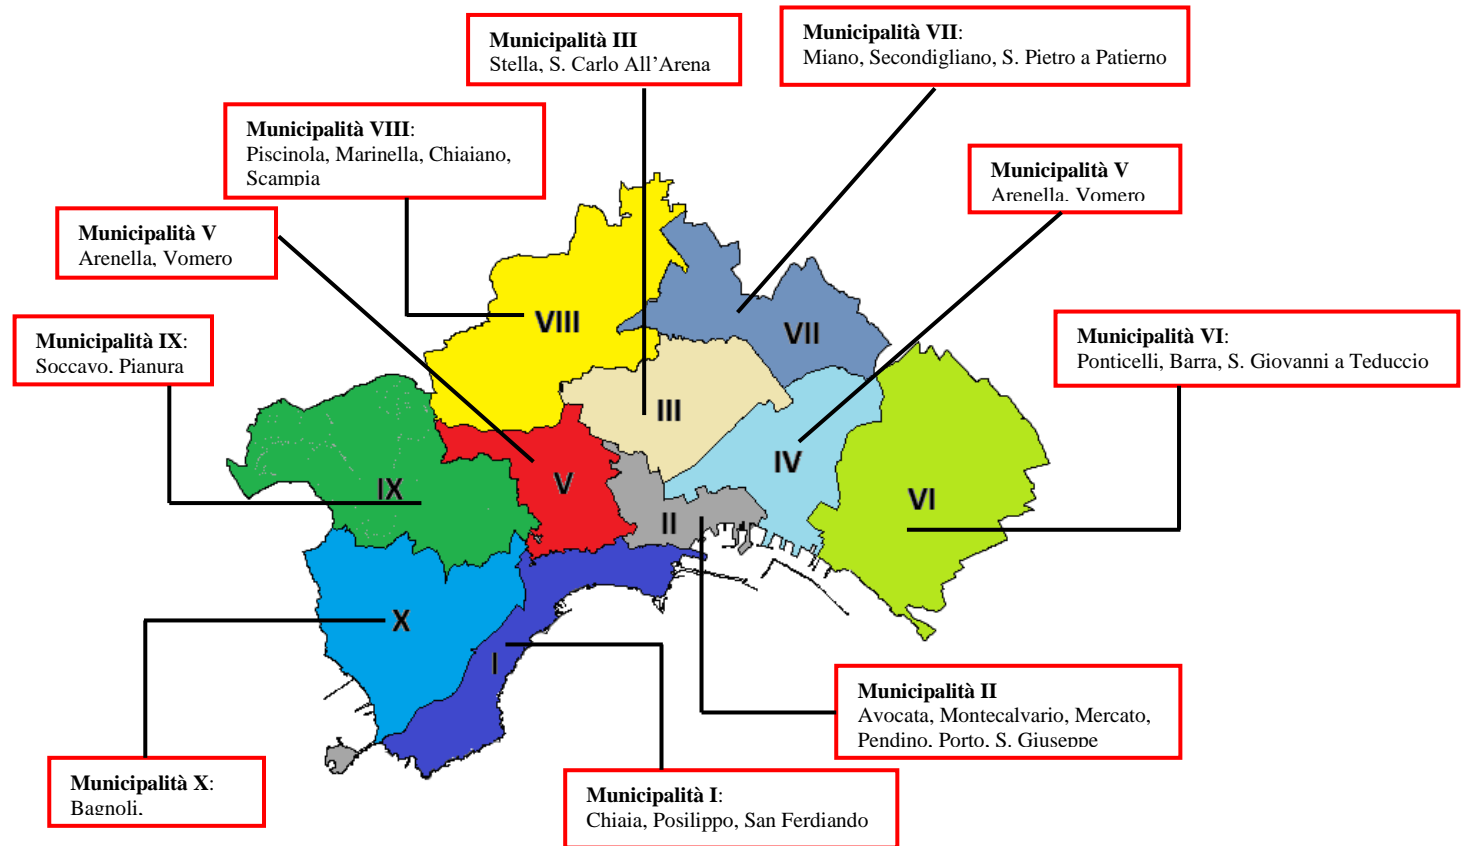 Municipalità III
Stella, S. Carlo All'Arena
Municipalità VII:
Miano, Secondigliano, S. Pietro a Patierno
Municipalità VIII:
Piscinola, Marinella, Chiaiano,
Scampia
Municipalità V
Arenella, Vomero
Municipalità V
Arenella, Vomero
Municipalità IX:
Soccavo, Pianura
Municipalità VI:
Ponticelli, Barra, S. Giovanni a Teduccio
VIII
VII
III
IV
V
IX
VI
II
X
I
Municipalità II
Avocata, Montecalvario, Mercato,
Pendino, Porto, S. Giuseppe
Municipalità X:
Bagnoli,
Municipalità I:
Chiaia, Posilippo, San Ferdiando